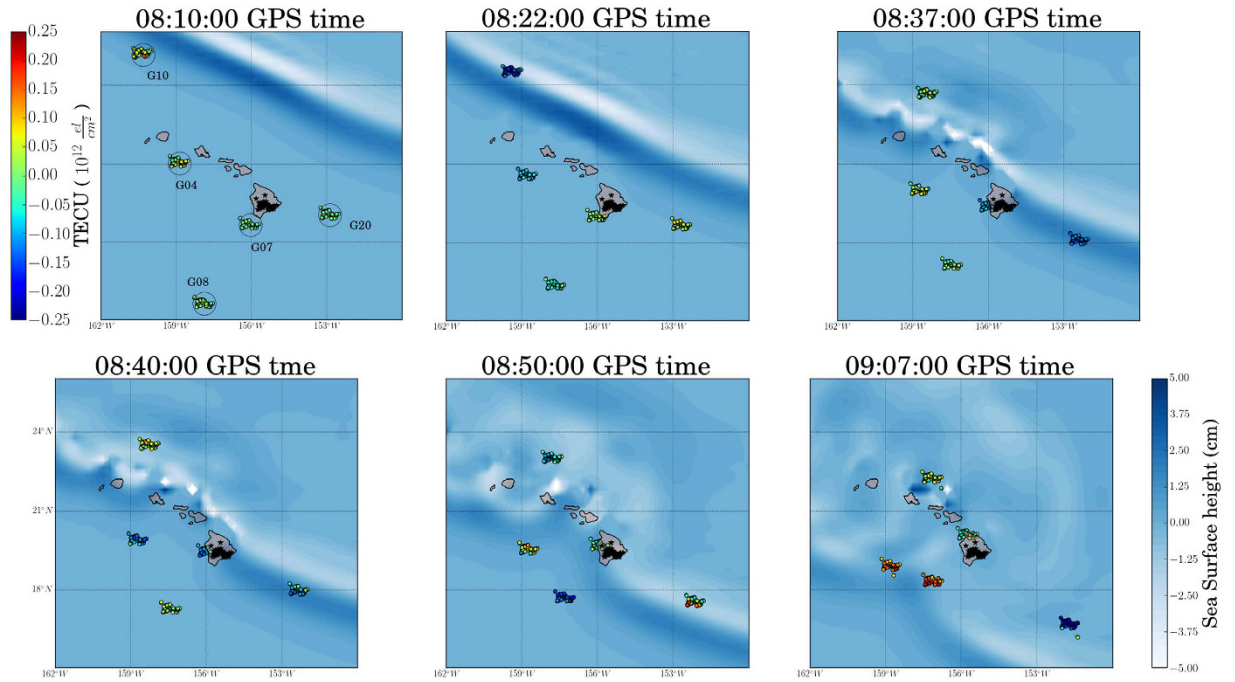 08:10:00 GPS time
08:22:00 GPS time
08:37:00 GPS time
0.25
0.20
0.15
0.10
0.05
0.00
−0.05
−0.10
−0.15
−0.20
−0.25
TECU ( 10^12 el/cm^2 )
G10
G04
G20
G07
G08
162°W 159°W 156°W 153°W
162°W 159°W 156°W 153°W
162°W 159°W 156°W 153°W
08:40:00 GPS tme
08:50:00 GPS time
09:07:00 GPS time
24°N
21°N
18°N
162°W 159°W 156°W 153°W
162°W 159°W 156°W 153°W
162°W 159°W 156°W 153°W
5.00
3.75
2.50
1.25
0.00
−1.25
−2.50
−3.75
−5.00
Sea Surface height (cm)